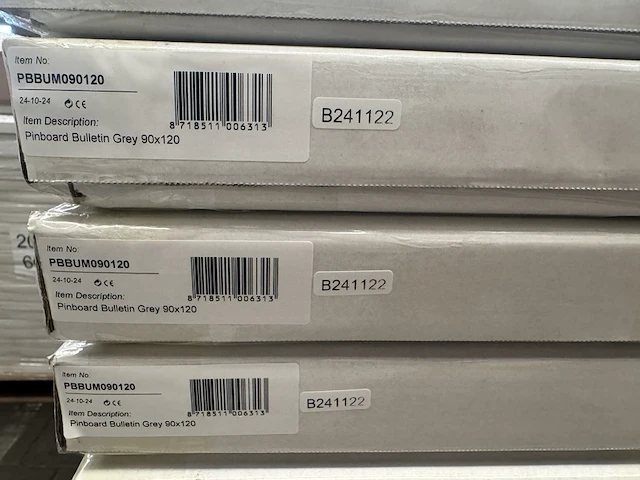 Item No:
PBBUM090120
24-10-24 CE
Item Description:
Pinboard Bulletin Grey 90x120
8 718511 006313
B241122
Item No:
PBBUM090120
24-10-24 CE
Item Description:
Pinboard Bulletin Grey 90x120
8 718511 006313
B241122
Item No:
PBBUM090120
24-10-24 CE
Item Description:
Pinboard Bulletin Grey 90x120
8 718511 006313
B241122